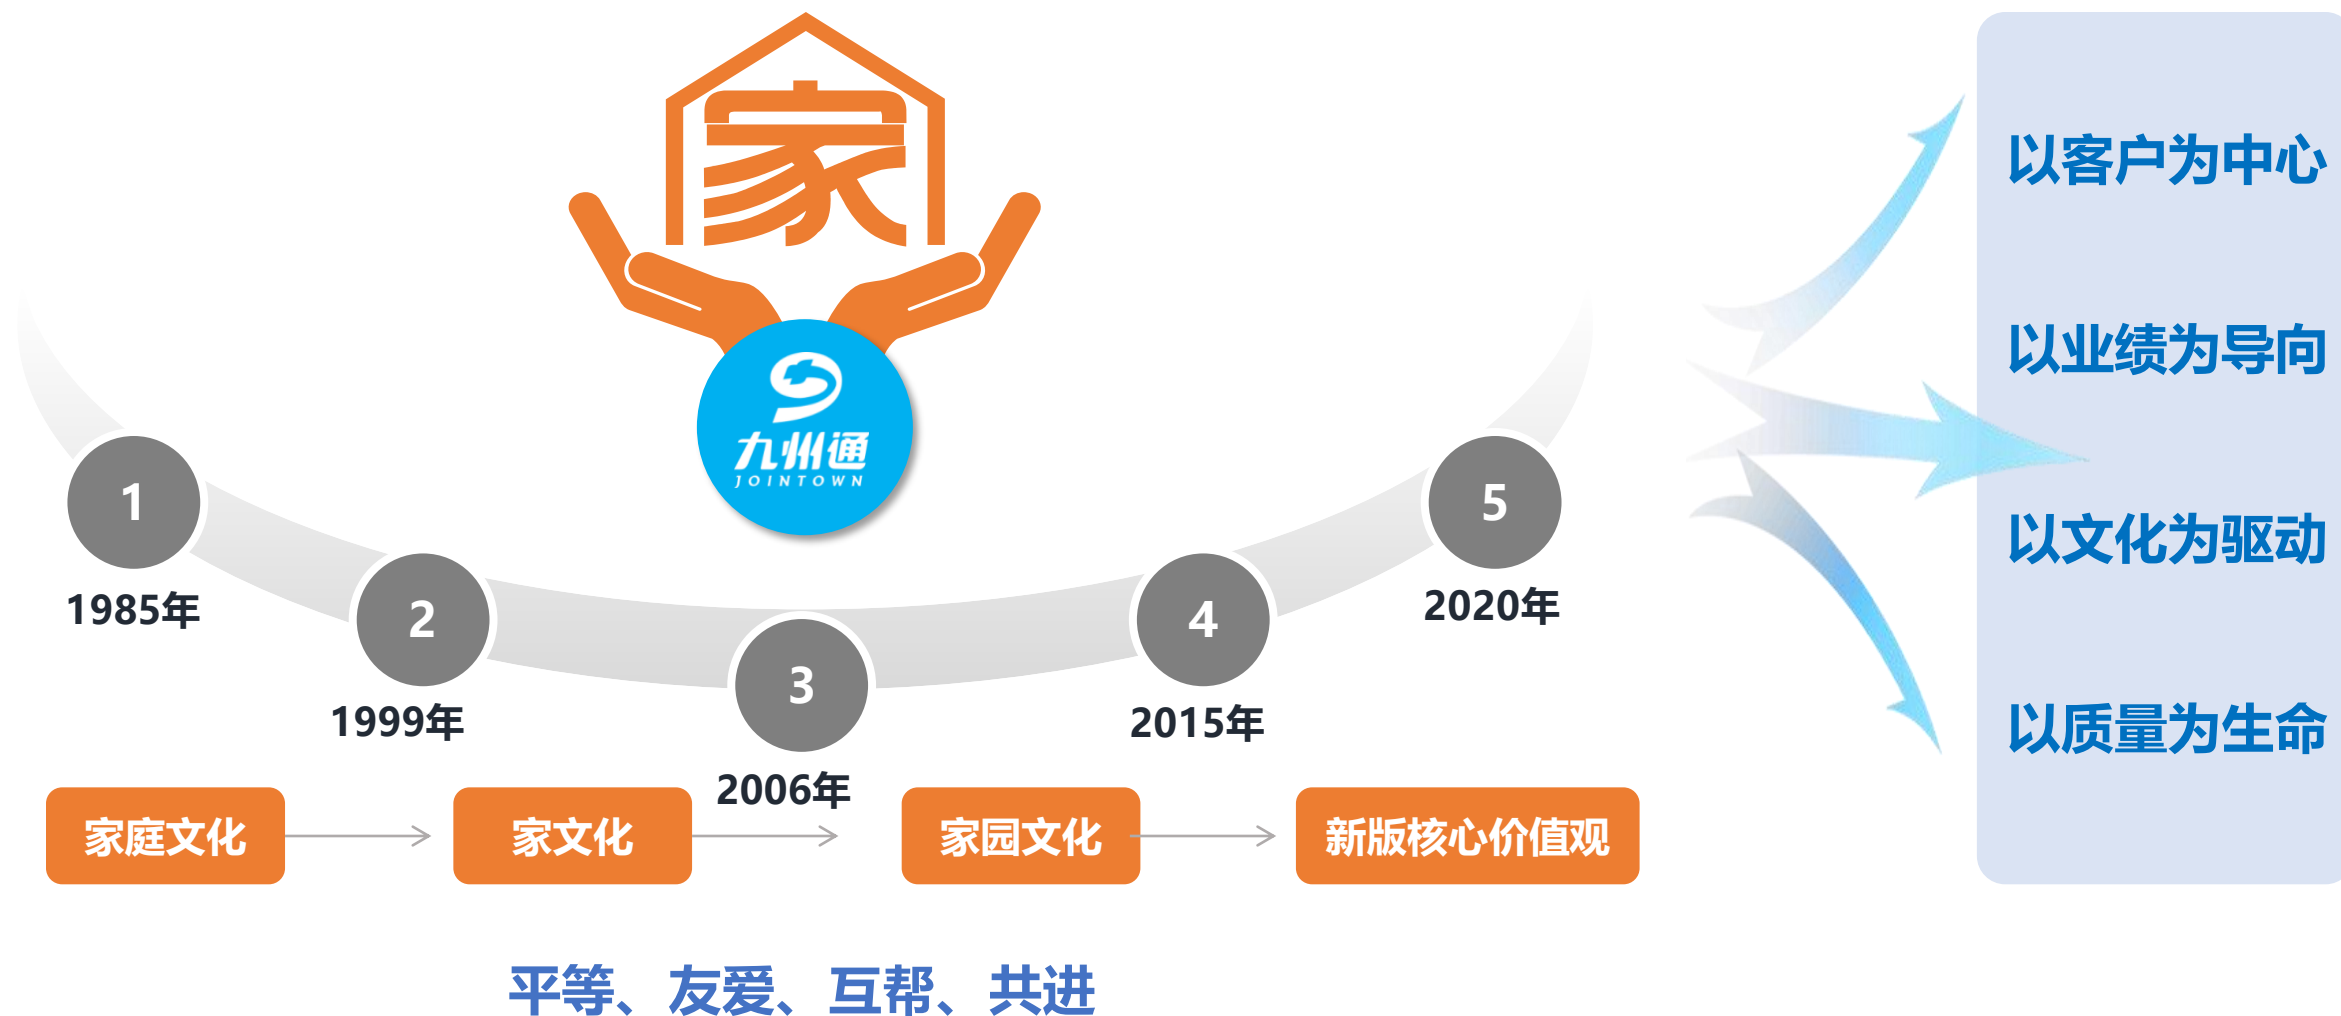 家
九州通
JOINTOWN
1
1985年
2
1999年
3
2006年
4
2015年
5
2020年
家庭文化
家文化
家园文化
新版核心价值观
平等、友爱、互帮、共进
以客户为中心
以业绩为导向
以文化为驱动
以质量为生命